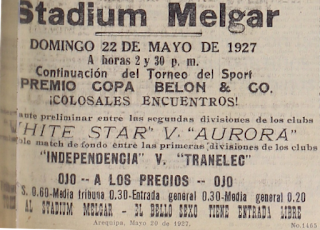 Stadium Melgar
DOMINGO 22 DE MAYO DE 1927
A horas 2 y 30 p. m.
Continuación del Torneo del Sport
PREMIO COPA BELON & CO.
¡COLOSALES ENCUENTROS!
ante preliminar entre las segundas divisiones de los clubs
HITE STAR" V. "AURORA"
match de fondo entre las primeras divisiones de los clubs
"INDEPENDENCIA" V. "TRANELEC"
OJO -- A LOS PRECIOS -- OJO
S. 0.60-Media tribuna 0.30-Entrada general 0.30-Media general 0.20
AL STADIUM MELGAR - BELLO SEXO TIENE ENTRADA LIBRE
Arequipa, Mayo 20 de 1927.
No.1465